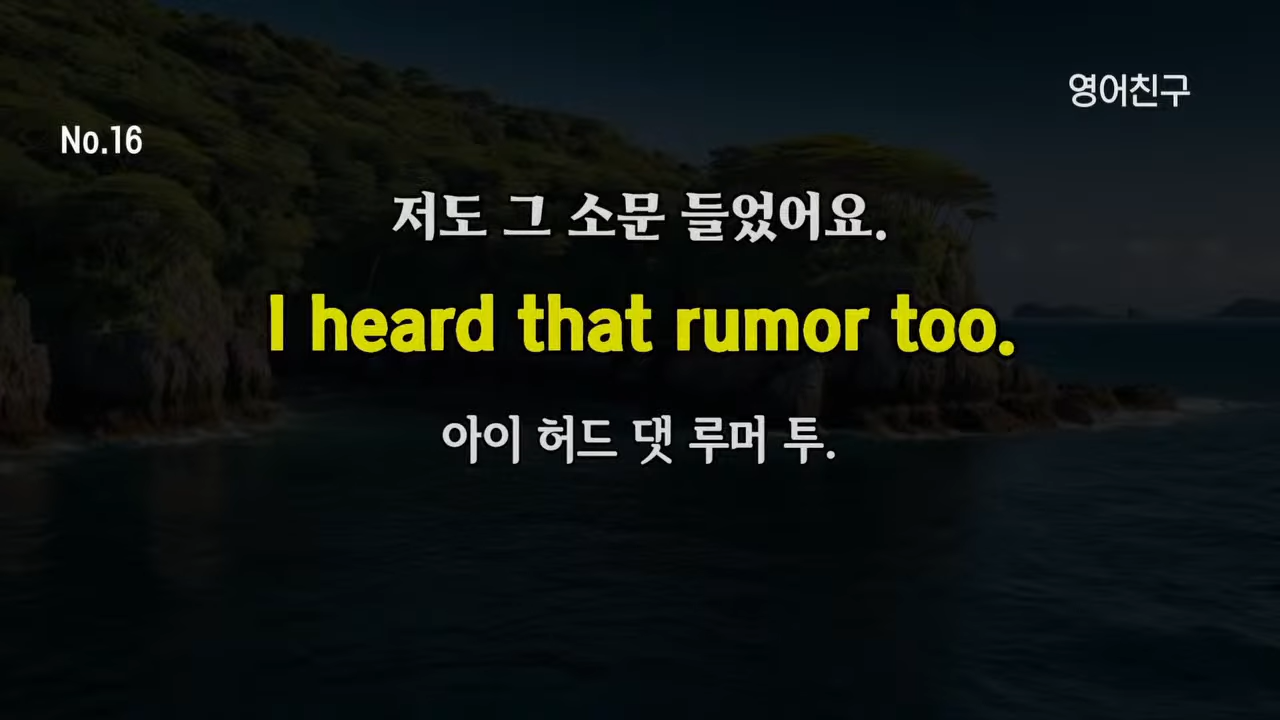 영어친구
No.16
저도 그 소문 들었어요.
I heard that rumor too.
아이 허드 댓 루머 투.